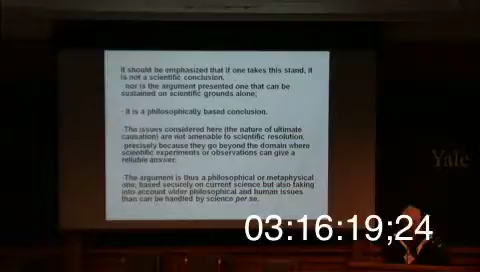 It should be emphasized that if one takes this stand, it
is not a scientific conclusion.
- nor is the argument presented one that can be
sustained on scientific grounds alone;
- it is a philosophically based conclusion.
-The issues considered here (the nature of ultimate
causation) are not amenable to scientific resolution,
- precisely because they go beyond the domain where
scientific experiments or observations can give a
reliable answer.
-The argument is thus a philosophical or metaphysical
one, based securely on current science but also taking
into account wider philosophical and human issues
than can be handled by science per se.
Yale
03:16:19;24